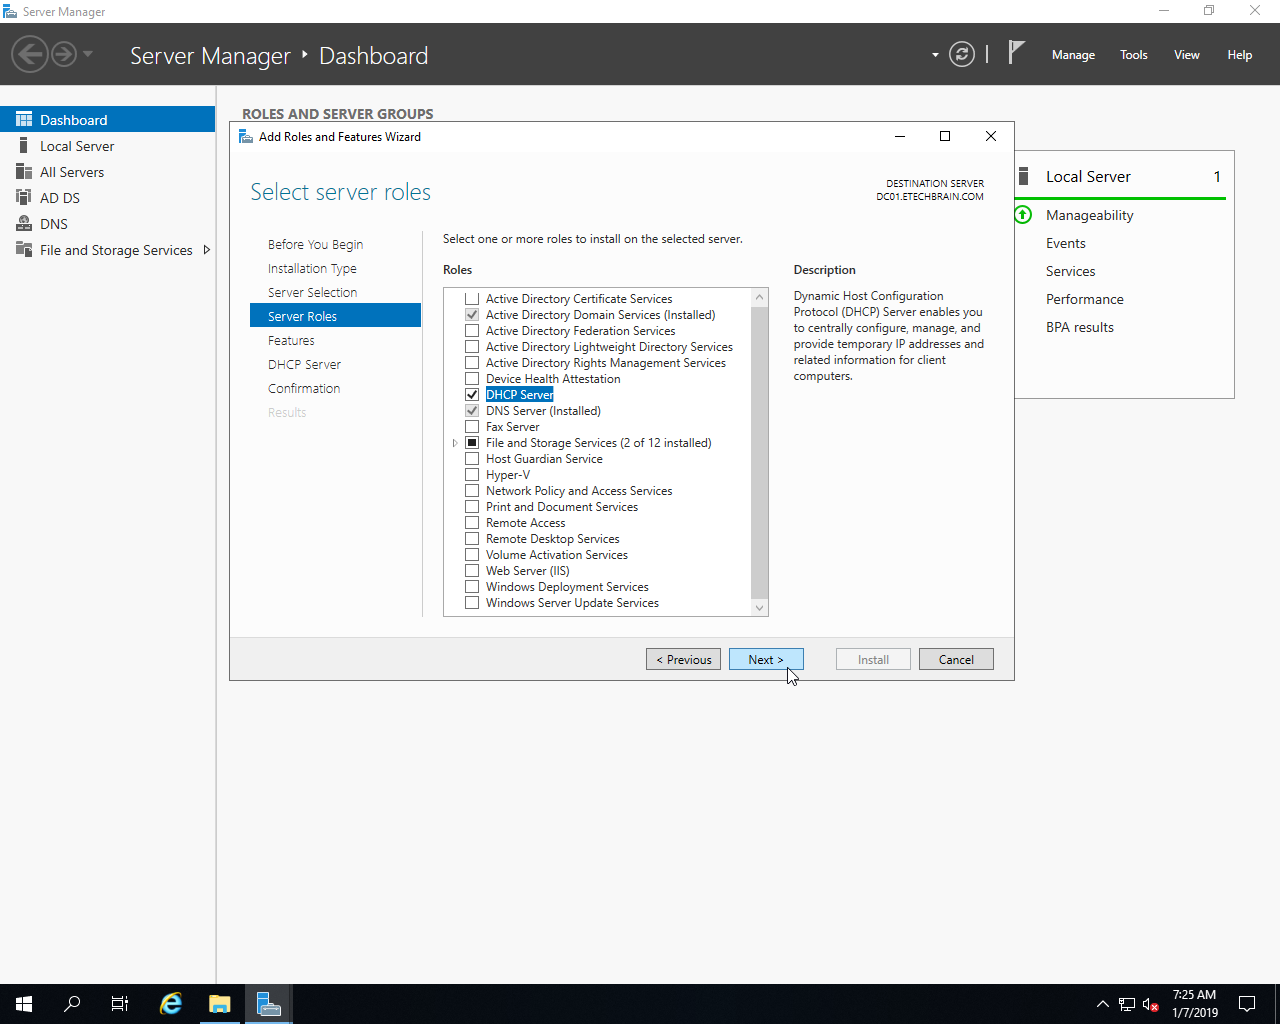 Server Manager
Server Manager ‣ Dashboard
Manage
Tools
View
Help
Dashboard
Local Server
All Servers
AD DS
DNS
File and Storage Services
ROLES AND SERVER GROUPS
Add Roles and Features Wizard
Select server roles
DESTINATION SERVER
DC01.ETECHBRAIN.COM
Before You Begin
Installation Type
Server Selection
Server Roles
Features
DHCP Server
Confirmation
Results
Select one or more roles to install on the selected server.
Roles
Active Directory Certificate Services
Active Directory Domain Services (Installed)
Active Directory Federation Services
Active Directory Lightweight Directory Services
Active Directory Rights Management Services
Device Health Attestation
DHCP Server
DNS Server (Installed)
Fax Server
File and Storage Services (2 of 12 installed)
Host Guardian Service
Hyper-V
Network Policy and Access Services
Print and Document Services
Remote Access
Remote Desktop Services
Volume Activation Services
Web Server (IIS)
Windows Deployment Services
Windows Server Update Services
Description
Dynamic Host Configuration
Protocol (DHCP) Server enables you
to centrally configure, manage, and
provide temporary IP addresses and
related information for client
computers.
< Previous
Next >
Install
Cancel
Local Server 1
Manageability
Events
Services
Performance
BPA results
7:25 AM
1/7/2019